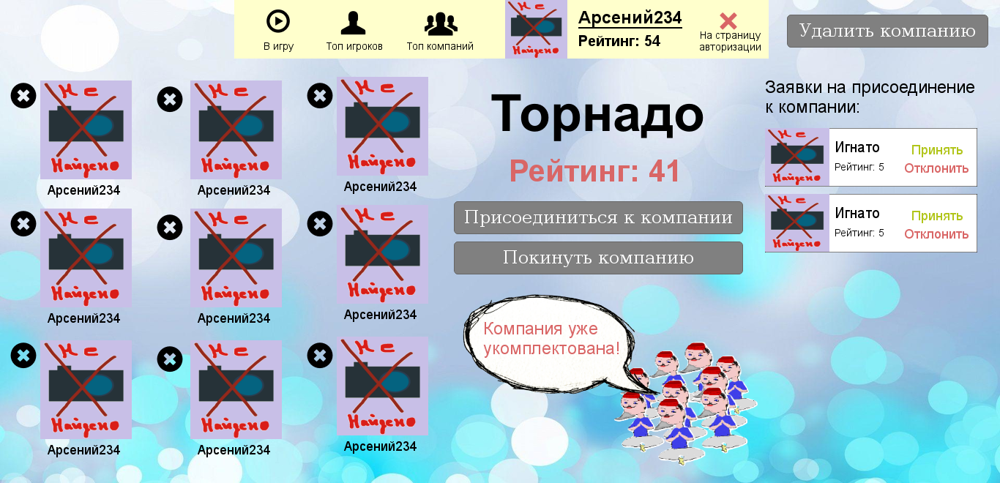 В игру
Топ игроков
Топ компаний
Не
Найдено
Арсений234
Рейтинг: 54
На страницу
авторизации
Удалить компанию
Не
Найдено
Арсений234
Не
Найдено
Арсений234
Не
Найдено
Арсений234
Не
Найдено
Арсений234
Не
Найдено
Арсений234
Не
Найдено
Арсений234
Не
Найдено
Арсений234
Не
Найдено
Арсений234
Не
Найдено
Арсений234
Торнадо
Рейтинг: 41
Присоединиться к компании
Покинуть компанию
Компания уже
укомплектована!
Заявки на присоединение
к компании:
Не
Найдено
Игнато
Рейтинг: 5
Принять
Отклонить
Не
Найдено
Игнато
Рейтинг: 5
Принять
Отклонить